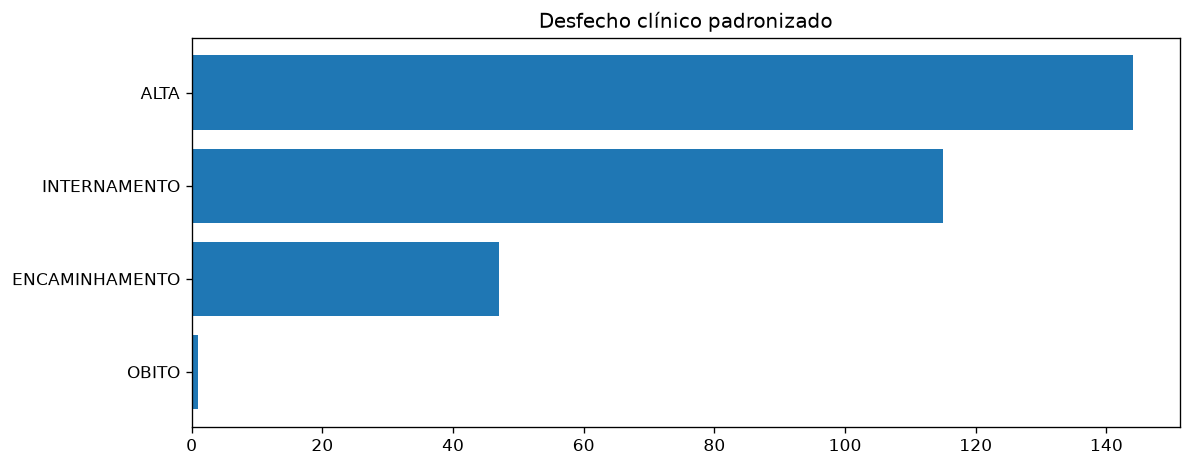 Desfecho clínico padronizado
ALTA
INTERNAMENTO
ENCAMINHAMENTO
OBITO
0 20 40 60 80 100 120 140